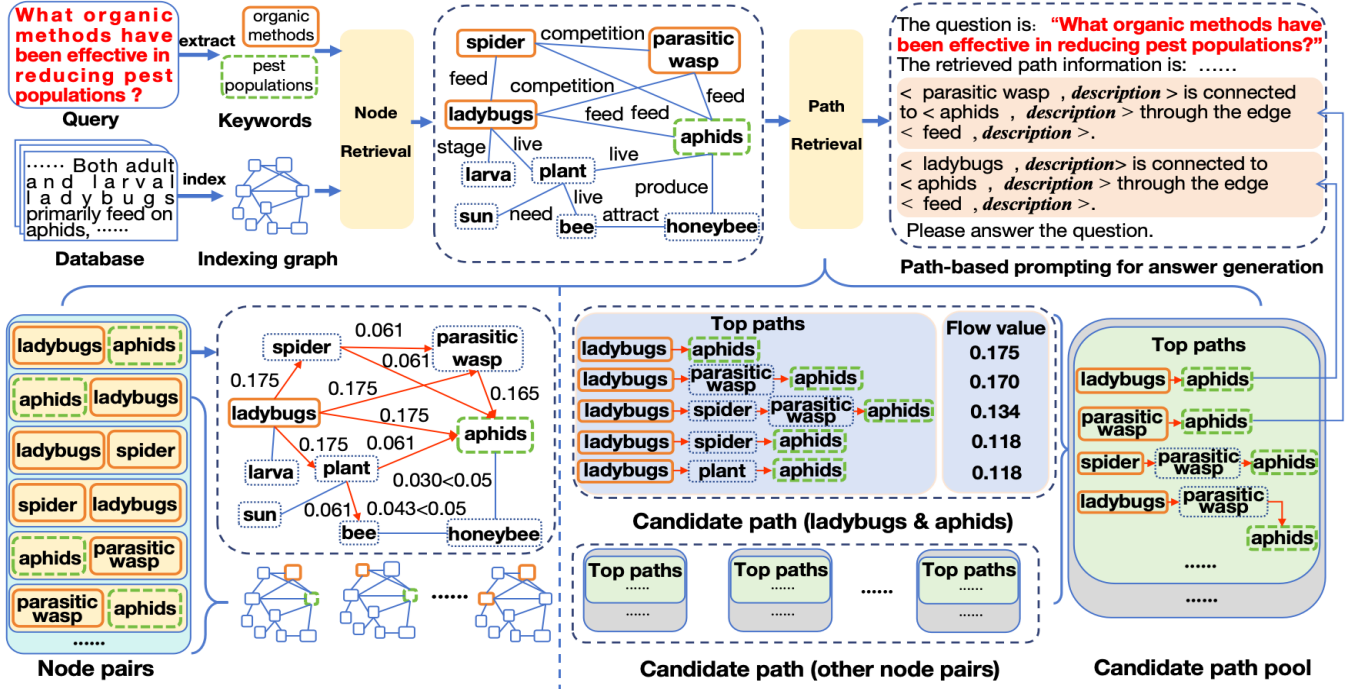 What organic
methods have
been effective in
reducing pest
populations ?
Query
extract
organic
methods
pest
populations
Keywords
...... Both adult
and larval
ladybugs
primarily feed on
aphids, ......
Database
index
Indexing graph
Node
Retrieval
spider
competition
parasitic
wasp
feed
competition
feed
ladybugs
feed
feed
aphids
stage
live
live
larva
plant
produce
sun
need
live
bee
attract
honeybee
Path
Retrieval
The question is: “What organic methods have
been effective in reducing pest populations?”
The retrieved path information is: ......
< parasitic wasp , description > is connected
to < aphids , description > through the edge
< feed , description >.
< ladybugs , description> is connected to
< aphids , description > through the edge
< feed , description >.
Please answer the question.
Path-based prompting for answer generation
ladybugs aphids
aphids ladybugs
ladybugs spider
spider ladybugs
aphids parasitic
wasp
parasitic
wasp aphids
......
Node pairs
0.061
spider
parasitic
wasp
0.061
0.175
0.175
0.165
ladybugs
0.175
aphids
0.175
0.061
larva
plant
0.030<0.05
sun
0.061
0.043<0.05
bee
honeybee
......
Top paths
Flow value
ladybugs aphids
0.175
ladybugs parasitic
wasp aphids
0.170
ladybugs spider parasitic
wasp aphids
0.134
ladybugs spider aphids
0.118
ladybugs plant aphids
0.118
Candidate path (ladybugs & aphids)
Top paths
......
......
Top paths
......
......
......
Top paths
......
......
Candidate path (other node pairs)
Top paths
ladybugs aphids
parasitic
wasp aphids
spider parasitic
wasp aphids
ladybugs parasitic
wasp
aphids
......
......
Candidate path pool